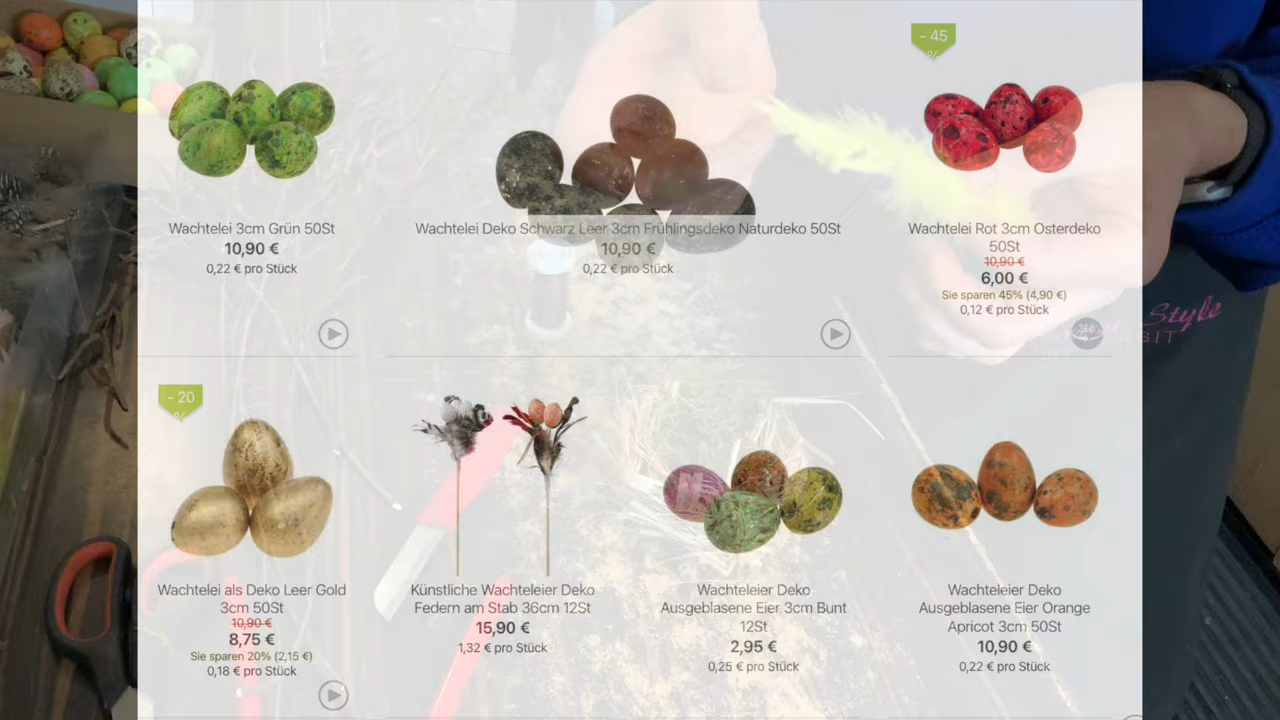 - 45
%
Wachtelei 3cm Grün 50St
10,90 €
0,22 € pro Stück
Wachtelei Deko Schwarz Leer 3cm Frühlingsdeko Naturdeko 50St
10,90 €
0,22 € pro Stück
Wachtelei Rot 3cm Osterdeko
50St
10,90 €
6,00 €
Sie sparen 45% (4,90 €)
0,12 € pro Stück
360°
Style
- 20
%
Wachtelei als Deko Leer Gold
3cm 50St
10,90 €
8,75 €
Sie sparen 20% (2,15 €)
0,18 € pro Stück
Künstliche Wachteleier Deko
Federn am Stab 36cm 12St
15,90 €
1,32 € pro Stück
Wachteleier Deko
Ausgeblasene Eier 3cm Bunt
12St
2,95 €
0,25 € pro Stück
Wachteleier Deko
Ausgeblasene Eier Orange
Apricot 3cm 50St
10,90 €
0,22 € pro Stück